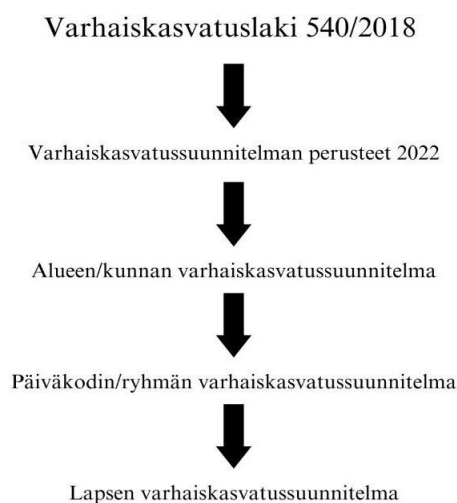 Varhaiskasvatuslaki 540/2018
Varhaiskasvatussuunnitelman perusteet 2022
Alueen/kunnan varhaiskasvatussuunnitelma
Päiväkodin/ryhmän varhaiskasvatussuunnitelma
Lapsen varhaiskasvatussuunnitelma